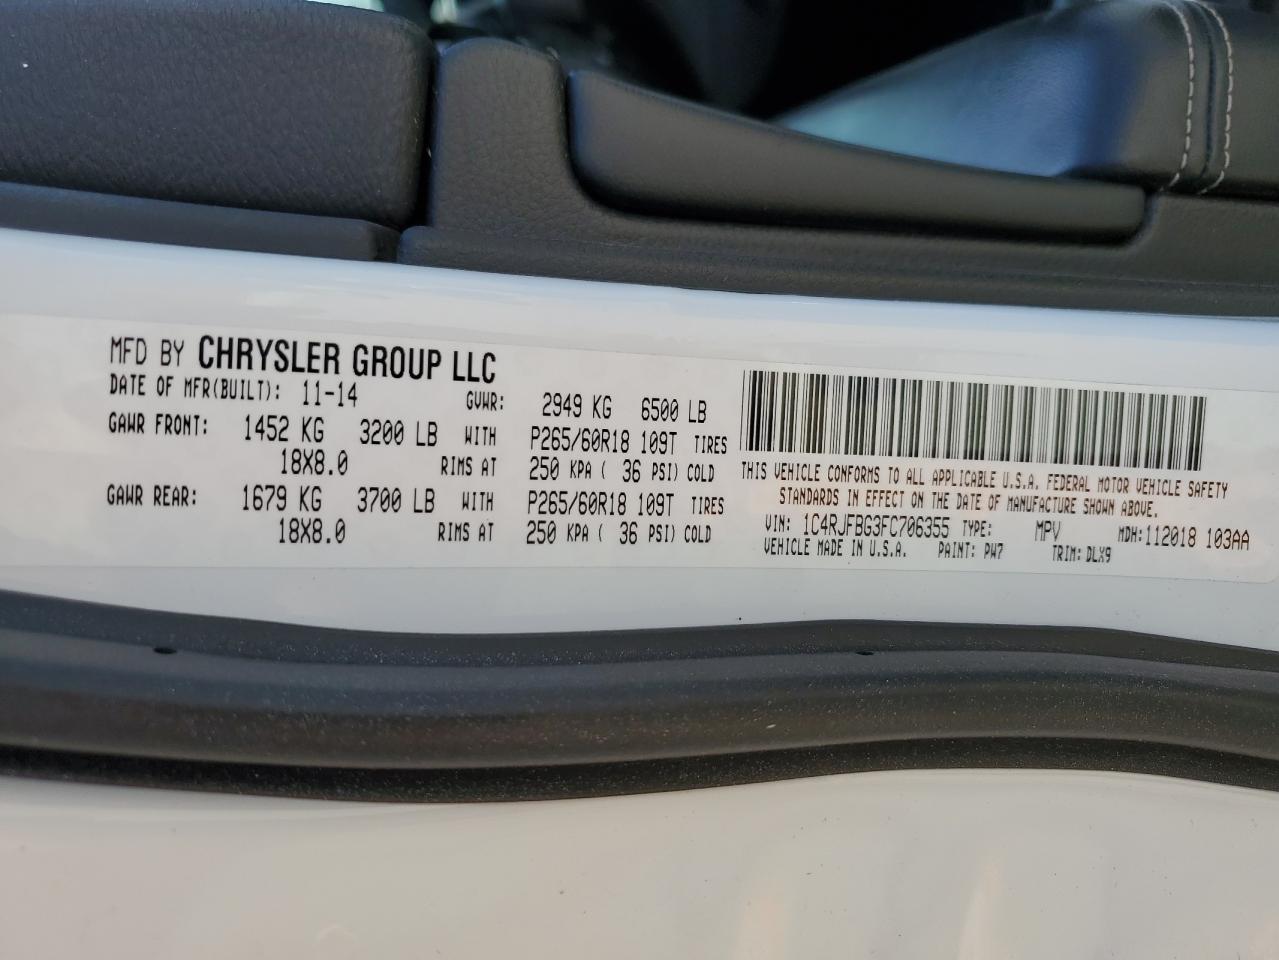 MFD BY CHRYSLER GROUP LLC
DATE OF MFR(BUILT): 11-14 GVWR: 2949 KG 6500 LB
GAWR FRONT: 1452 KG 3200 LB WITH P265/60R18 109T TIRES
18X8.0 RIMS AT 250 KPA ( 36 PSI) COLD
GAWR REAR: 1679 KG 3700 LB WITH P265/60R18 109T TIRES
18X8.0 RIMS AT 250 KPA ( 36 PSI) COLD
THIS VEHICLE CONFORMS TO ALL APPLICABLE U.S.A. FEDERAL MOTOR VEHICLE SAFETY
STANDARDS IN EFFECT ON THE DATE OF MANUFACTURE SHOWN ABOVE.
VIN: 1C4RJFBG3FC706355 TYPE: MPV MDH:112018 103AA
VEHICLE MADE IN U.S.A. PAINT: PW7 TRIM: DLX9